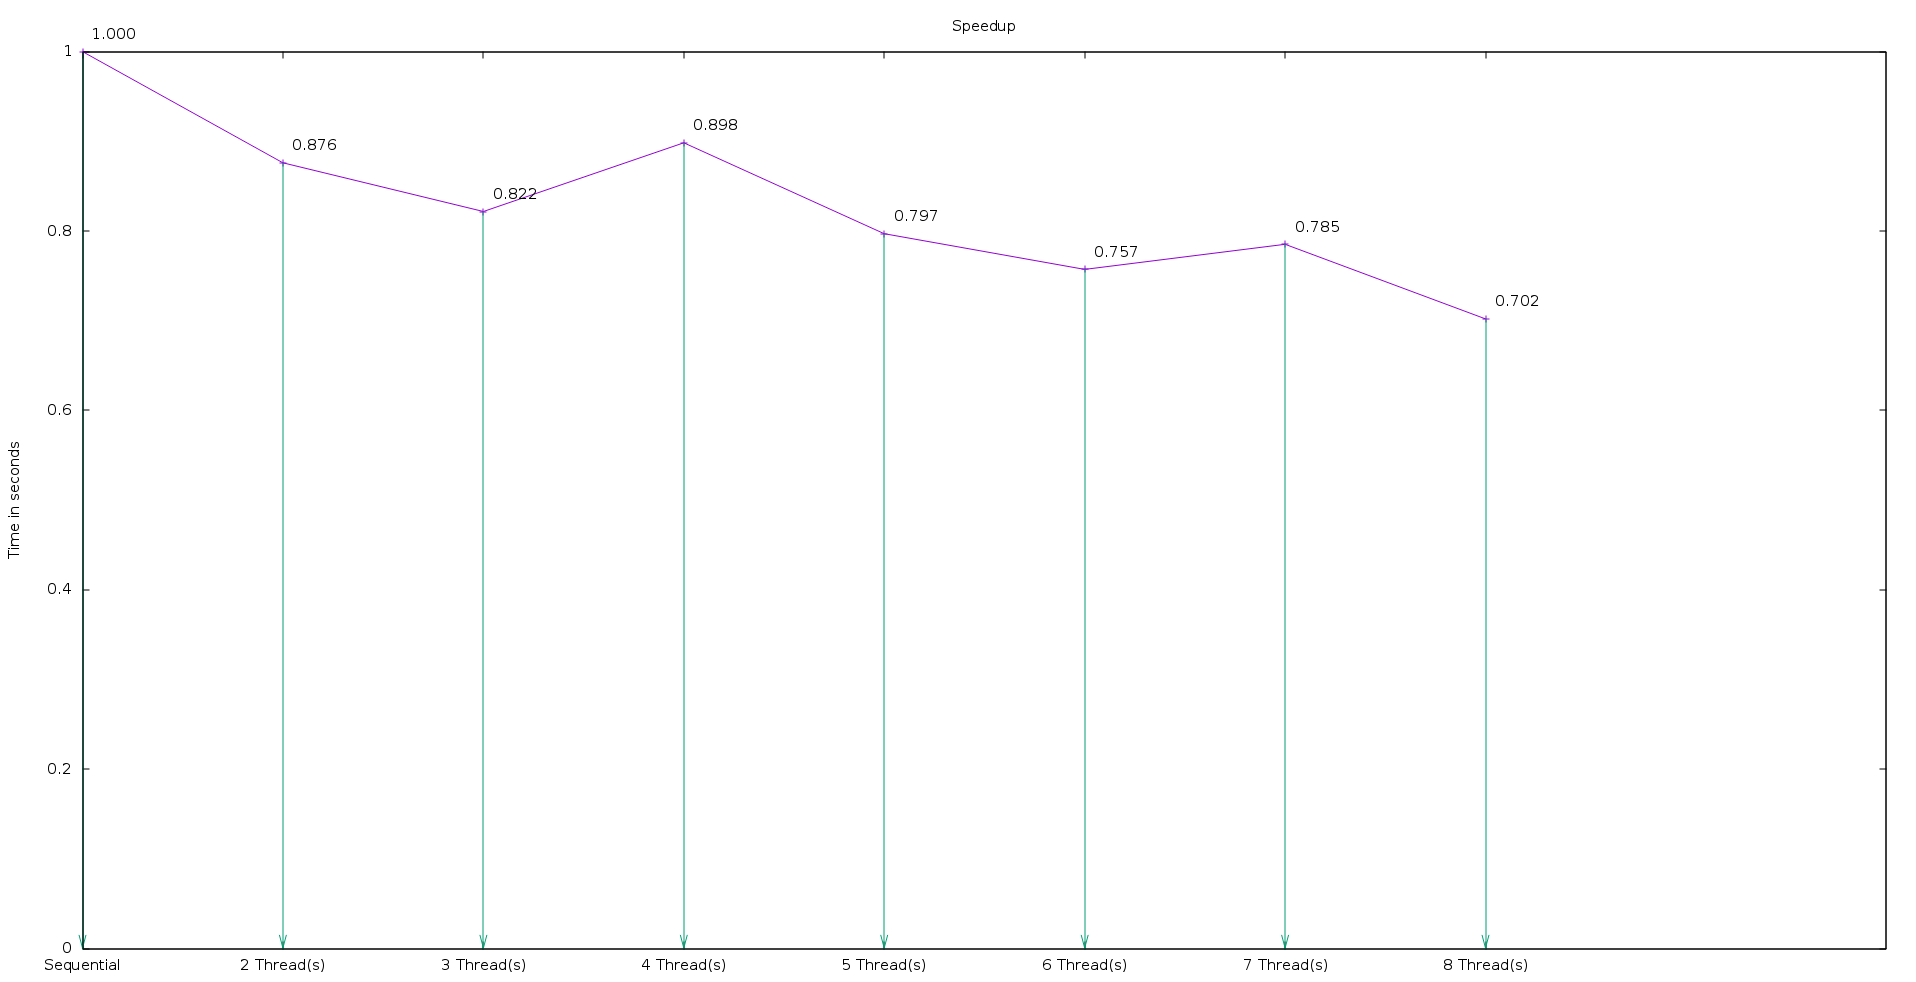 Speedup
1.000
1
0.898
0.876
0.822
0.8
0.797
0.785
0.757
0.702
0.6
Time in seconds
0.4
0.2
0
Sequential
2 Thread(s)
3 Thread(s)
4 Thread(s)
5 Thread(s)
6 Thread(s)
7 Thread(s)
8 Thread(s)